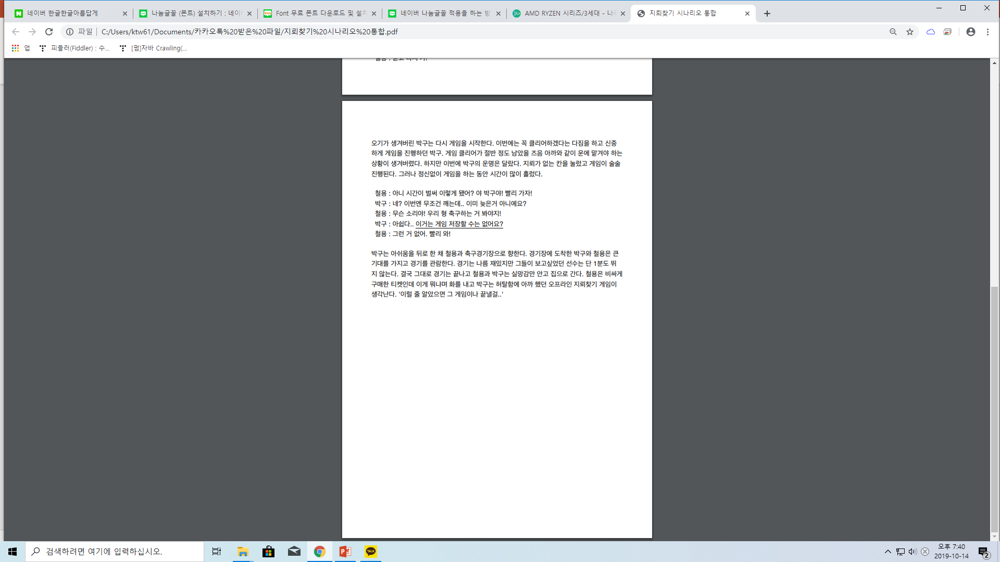 네이버 한글한글아름답게
나눔글꼴 (폰트) 설치하기 : 네이
Font 무료 폰트 다운로드 및 설치
네이버 나눔글꼴 적용을 하는 방
AMD RYZEN 시리즈/3세대 - 나
지뢰찾기 시나리오 통합
파일
C:/Users/ktw61/Documents/카카오톡%20받은%20파일/지뢰찾기%20시나리오%20통합.pdf
앱
피들러(Fiddler) : 수...
[펌]자바 Crawling(...
오기가 생겨버린 박구는 다시 게임을 시작한다. 이번에는 꼭 클리어하겠다는 다짐을 하고 신중
하게 게임을 진행하던 박구. 게임 클리어가 절반 정도 남았을 즈음 아까와 같이 운에 맡겨야 하는
상황이 생겨버렸다. 하지만 이번에 박구의 운명은 달랐다. 지뢰가 없는 칸을 눌렀고 게임이 술술
진행된다. 그러나 정신없이 게임을 하는 동안 시간이 많이 흘렀다.
철용 : 아니 시간이 벌써 이렇게 됐어? 야 박구야! 빨리 가자!
박구 : 네? 이번엔 무조건 깨는데.. 이미 늦은거 아니에요?
철용 : 무슨 소리야! 우리 형 축구하는 거 봐야지!
박구 : 아쉽다.. 이거는 게임 저장할 수는 없어요?
철용 : 그런 거 없어. 빨리 와!
박구는 아쉬움을 뒤로 한 채 철용과 축구경기장으로 향한다. 경기장에 도착한 박구와 철용은 큰
기대를 가지고 경기를 관람한다. 경기는 나름 재밌지만 그들이 보고싶었던 선수는 단 1분도 뛰
지 않는다. 결국 그대로 경기는 끝나고 철용과 박구는 실망감만 안고 집으로 간다. 철용은 비싸게
구매한 티켓인데 이게 뭐냐며 화를 내고 박구는 허탈함에 아까 했던 오프라인 지뢰찾기 게임이
생각난다. '이럴 줄 알았으면 그 게임이나 끝낼걸..'
검색하려면 여기에 입력하십시오.
TALK
오후 7:40
2019-10-14
2